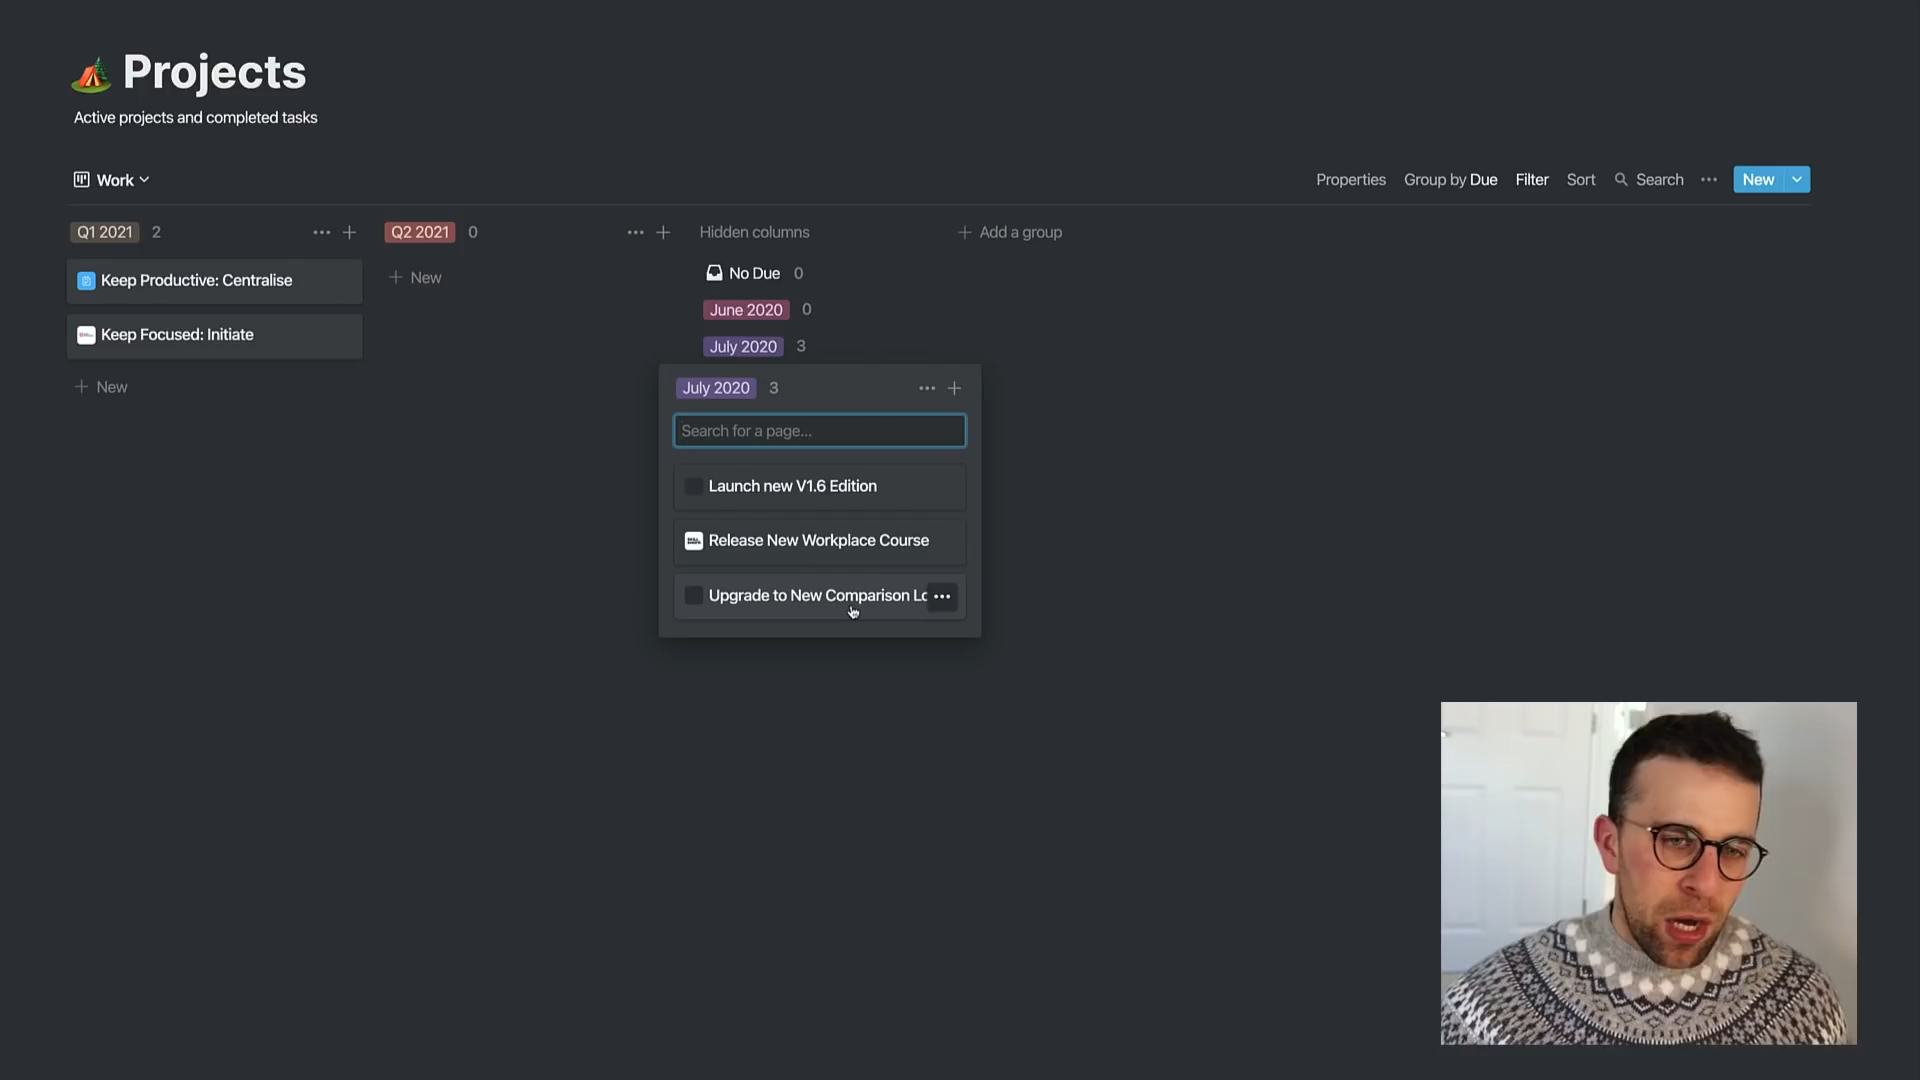 Projects
Active projects and completed tasks
Work
Properties
Group by Due
Filter
Sort
Search
New
Q1 2021 2
Q2 2021 0
Hidden columns
Add a group
Keep Productive: Centralise
Keep Focused: Initiate
New
New
No Due 0
June 2020 0
July 2020 3
July 2020 3
Search for a page...
Launch new V1.6 Edition
Release New Workplace Course
Upgrade to New Comparison